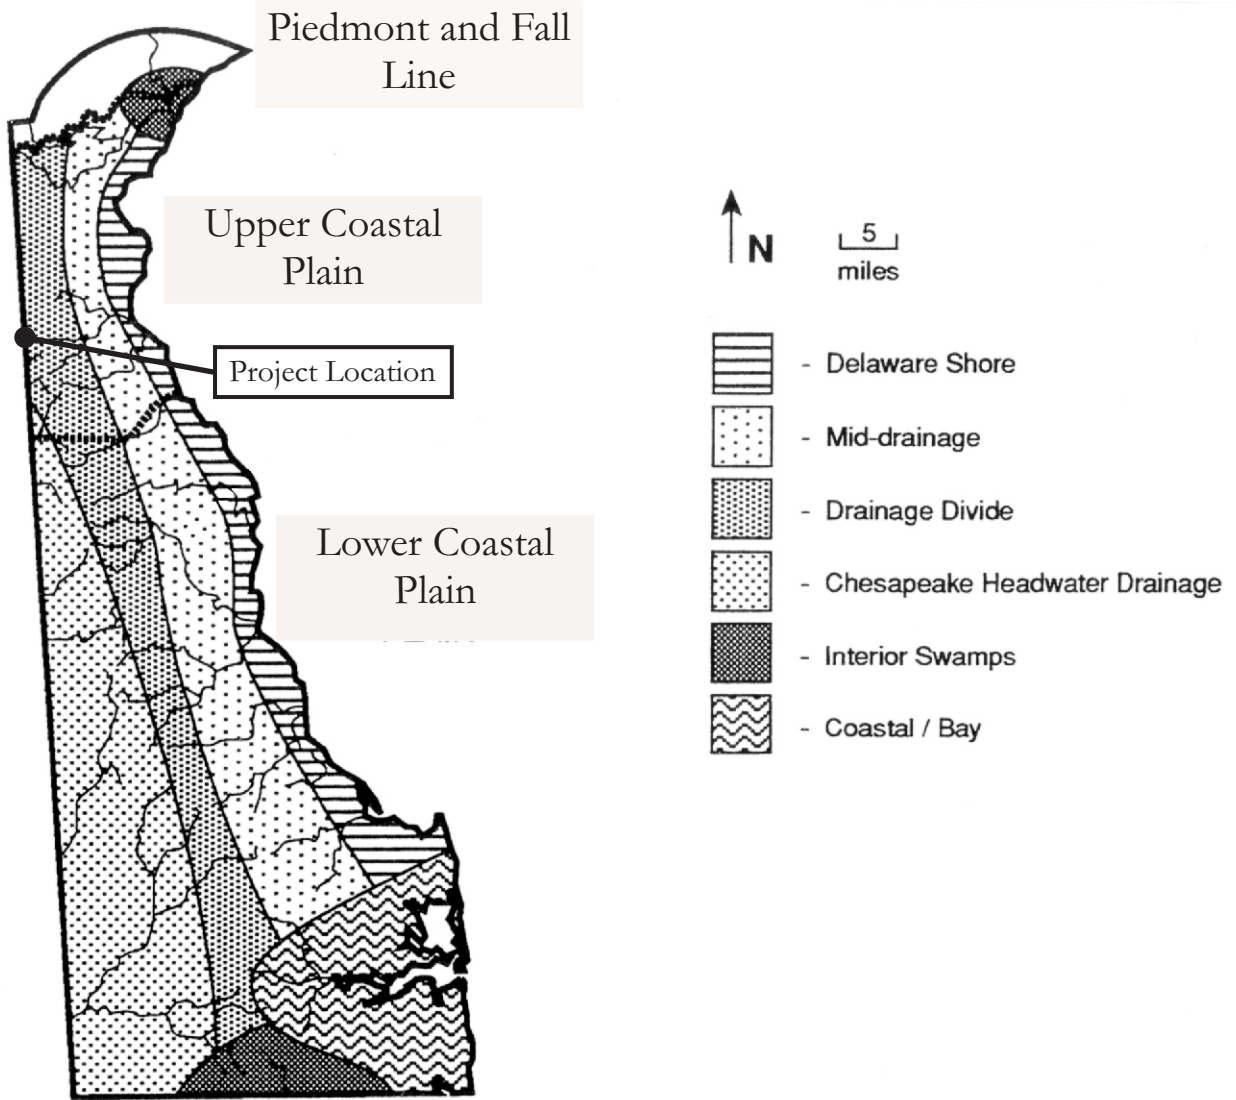 Piedmont and Fall
Line
Upper Coastal
Plain
Project Location
Lower Coastal
Plain
N
5
miles
- Delaware Shore
- Mid-drainage
- Drainage Divide
- Chesapeake Headwater Drainage
- Interior Swamps
- Coastal / Bay